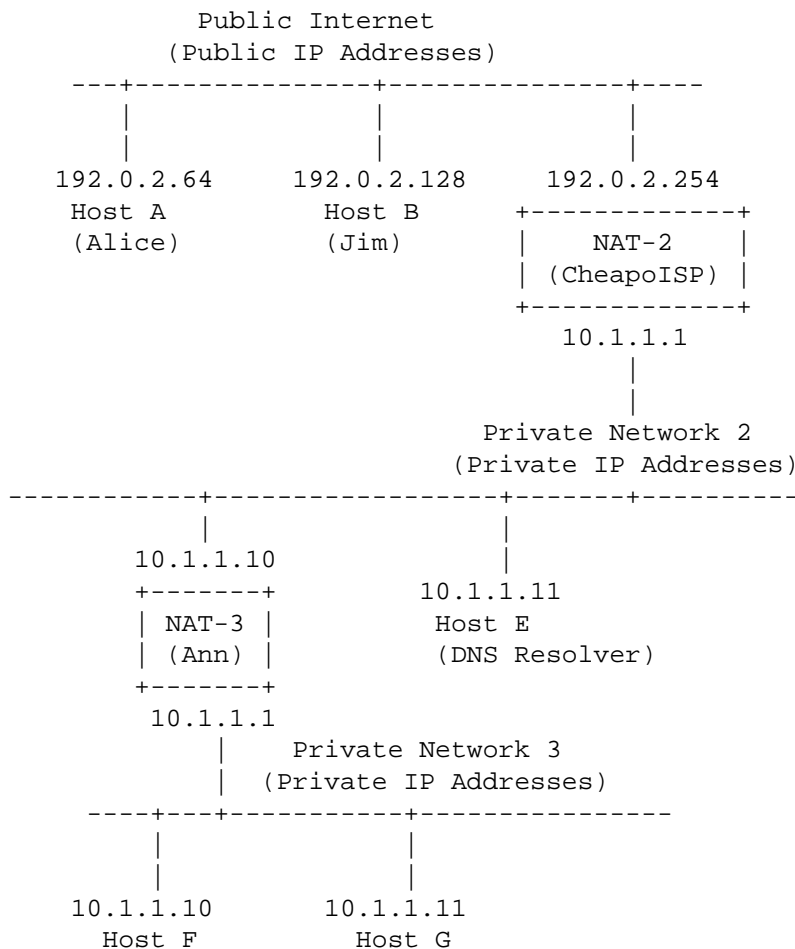 Public Internet
(Public IP Addresses)
---+---------------+---------------+----
| | |
| | |
192.0.2.64 192.0.2.128 192.0.2.254
Host A Host B +-------------+
(Alice) (Jim) | NAT-2 |
| (CheapoISP) |
+-------------+
10.1.1.1
|
|
Private Network 2
(Private IP Addresses)
------------+------------------+-------+----------
| |
10.1.1.10 |
+-------+ 10.1.1.11
| NAT-3 | Host E
| (Ann) | (DNS Resolver)
+-------+
10.1.1.1
| Private Network 3
| (Private IP Addresses)
----+---+-----------+----------------
| |
| |
10.1.1.10 10.1.1.11
Host F Host G